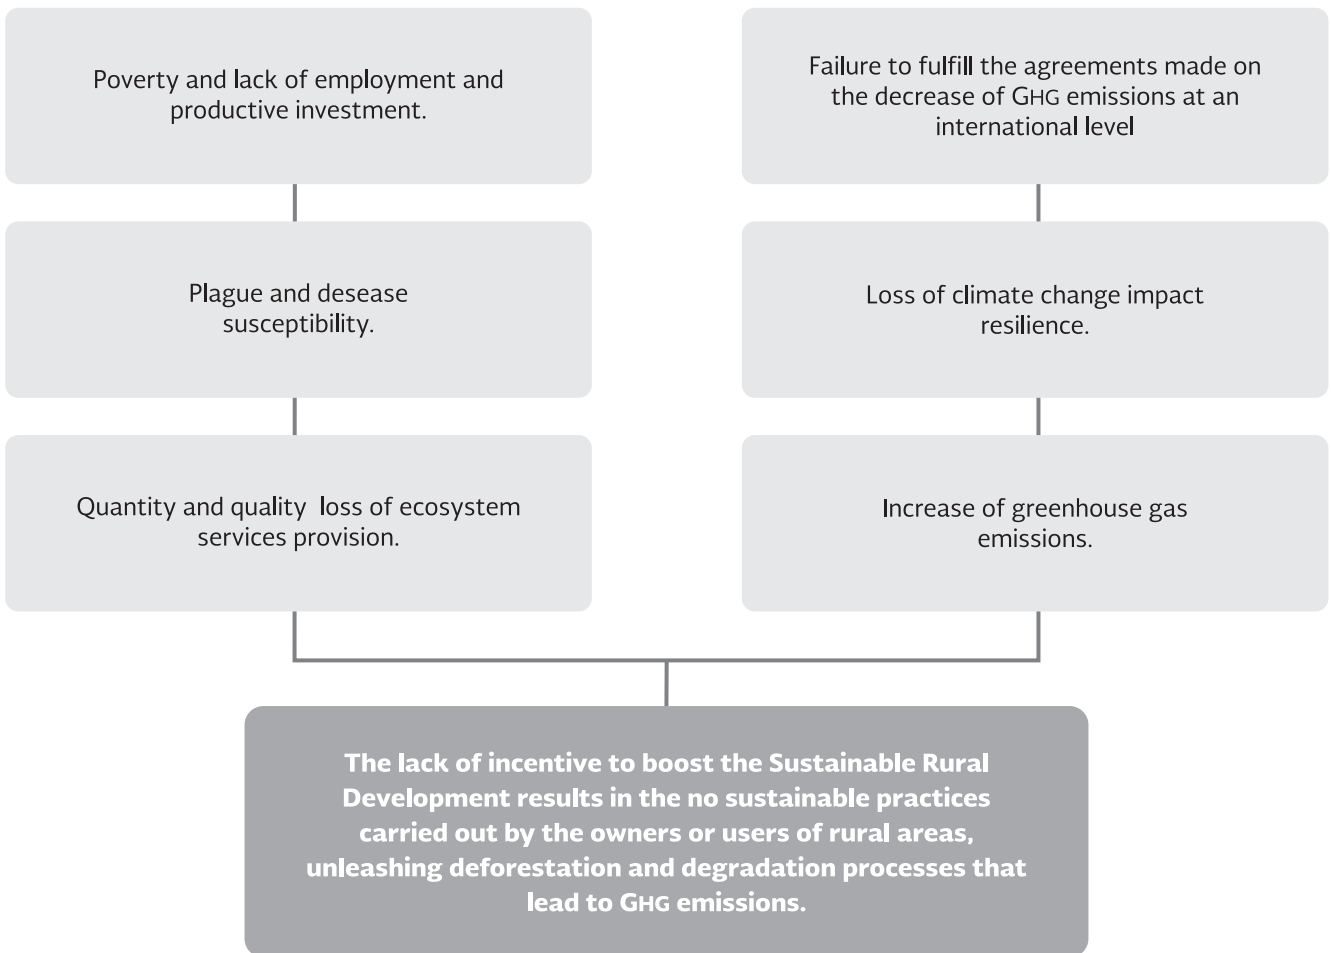 Poverty and lack of employment and
productive investment.
Plague and desease
susceptibility.
Quantity and quality loss of ecosystem
services provision.
Failure to fulfill the agreements made on
the decrease of GHG emissions at an
international level
Loss of climate change impact
resilience.
Increase of greenhouse gas
emissions.
The lack of incentive to boost the Sustainable Rural
Development results in the no sustainable practices
carried out by the owners or users of rural areas,
unleashing deforestation and degradation processes that
lead to GHG emissions.